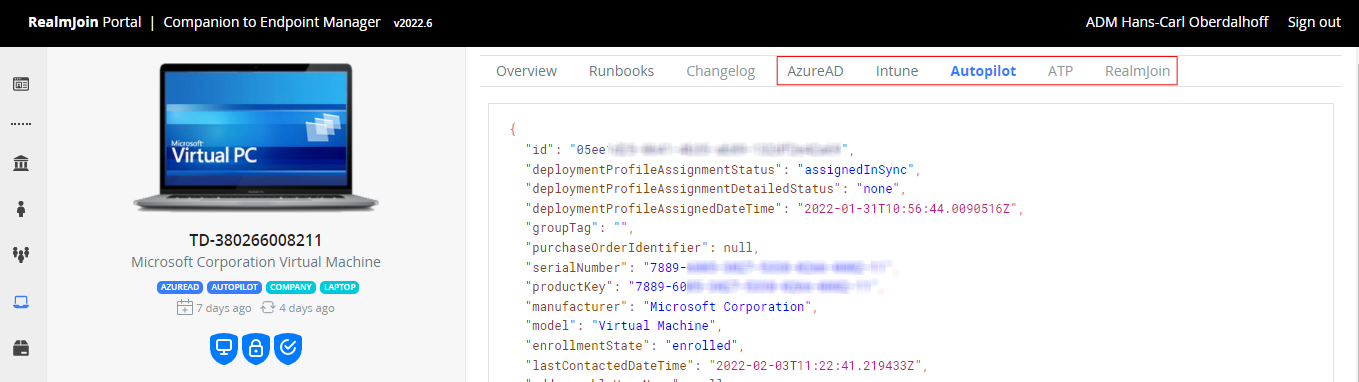 RealmJoin Portal | Companion to Endpoint Manager v2022.6
ADM Hans-Carl Oberdalhoff Sign out
Microsoft
Virtual PC
TD-380266008211
Microsoft Corporation Virtual Machine
AZUREAD AUTOPILOT COMPANY LAPTOP
7 days ago 4 days ago
Overview Runbooks Changelog AzureAD Intune Autopilot ATP RealmJoin
{
"id": "05ee
"deploymentProfileAssignmentStatus": "assignedInSync",
"deploymentProfileAssignmentDetailedStatus": "none",
"deploymentProfileAssignedDateTime": "2022-01-31T10:56:44.0090516Z",
"groupTag": "",
"purchaseOrderIdentifier": null,
"serialNumber": "7889-
"productKey": "7889-60
"manufacturer": "Microsoft Corporation",
"model": "Virtual Machine",
"enrollmentState": "enrolled",
"lastContactedDateTime": "2022-02-03T11:22:41.219433Z",